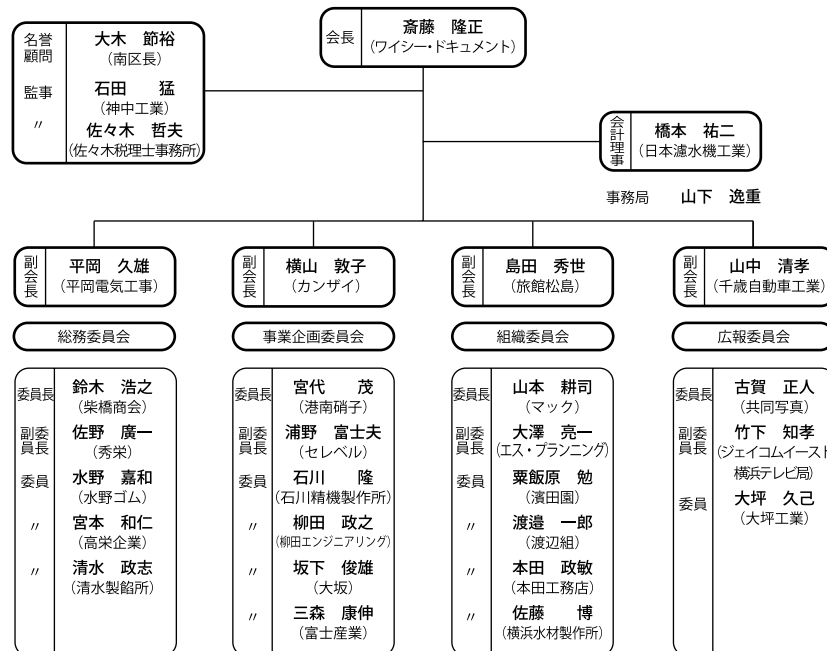 会長
斎藤 隆正
(ワイシー・ドキュメント)
名誉顧問
大木 節裕
(南区長)
監事
石田 猛
(神中工業)
〃
佐々木 哲夫
(佐々木税理士事務所)
会計理事
橋本 祐二
(日本濾水機工業)
事務局 山下 逸重
副会長
平岡 久雄
(平岡電気工事)
総務委員会
委員長
鈴木 浩之
(柴橋商会)
副委員長
佐野 廣一
(秀栄)
委員
水野 嘉和
(水野ゴム)
〃
宮本 和仁
(高栄企業)
〃
清水 政志
(清水製餡所)
副会長
横山 敦子
(カンザイ)
事業企画委員会
委員長
宮代 茂
(港南硝子)
副委員長
浦野 富士夫
(セレベル)
委員
石川 隆
(石川精機製作所)
〃
柳田 政之
(柳田エンジニアリング)
〃
坂下 俊雄
(大坂)
〃
三森 康伸
(富士産業)
副会長
島田 秀世
(旅館松島)
組織委員会
委員長
山本 耕司
(マック)
副委員長
大澤 亮一
(エス・プランニング)
委員
粟飯原 勉
(濱田園)
〃
渡邉 一郎
(渡辺組)
〃
本田 政敏
(本田工務店)
〃
佐藤 博
(横浜水材製作所)
副会長
山中 清孝
(千歳自動車工業)
広報委員会
委員長
古賀 正人
(共同写真)
副委員長
竹下 知孝
(ジェイコムイースト
横浜テレビ局)
委員
大坪 久己
(大坪工業)